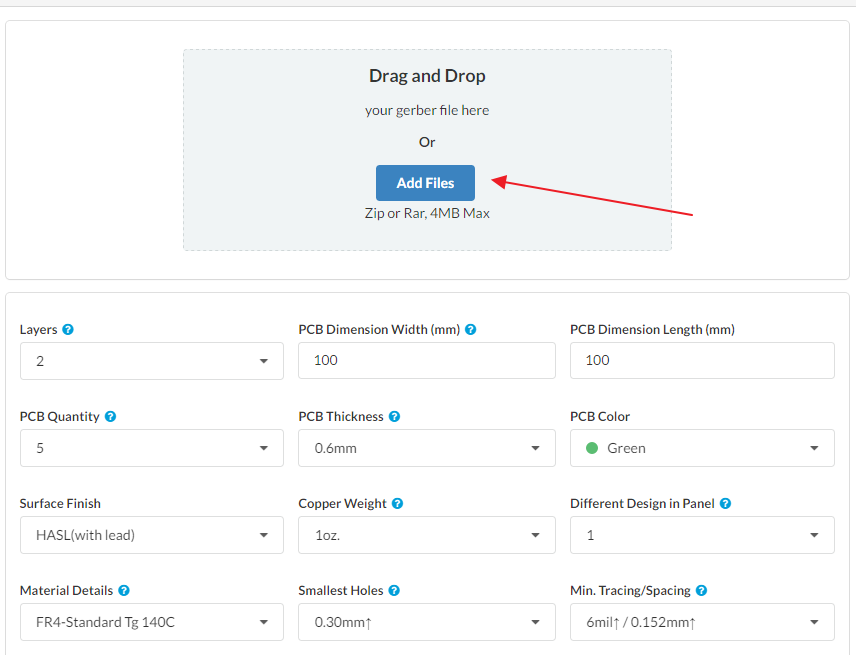 Drag and Drop
your gerber file here
Or
Add Files
Zip or Rar, 4MB Max
Layers ? PCB Dimension Width (mm) ? PCB Dimension Length (mm)
2 100 100
PCB Quantity ? PCB Thickness ? PCB Color
5 0.6mm Green
Surface Finish Copper Weight ? Different Design in Panel ?
HASL(with lead) 1oz. 1
Material Details ? Smallest Holes ? Min. Tracing/Spacing ?
FR4-Standard Tg 140C 0.30mm↑ 6mil↑ / 0.152mm↑